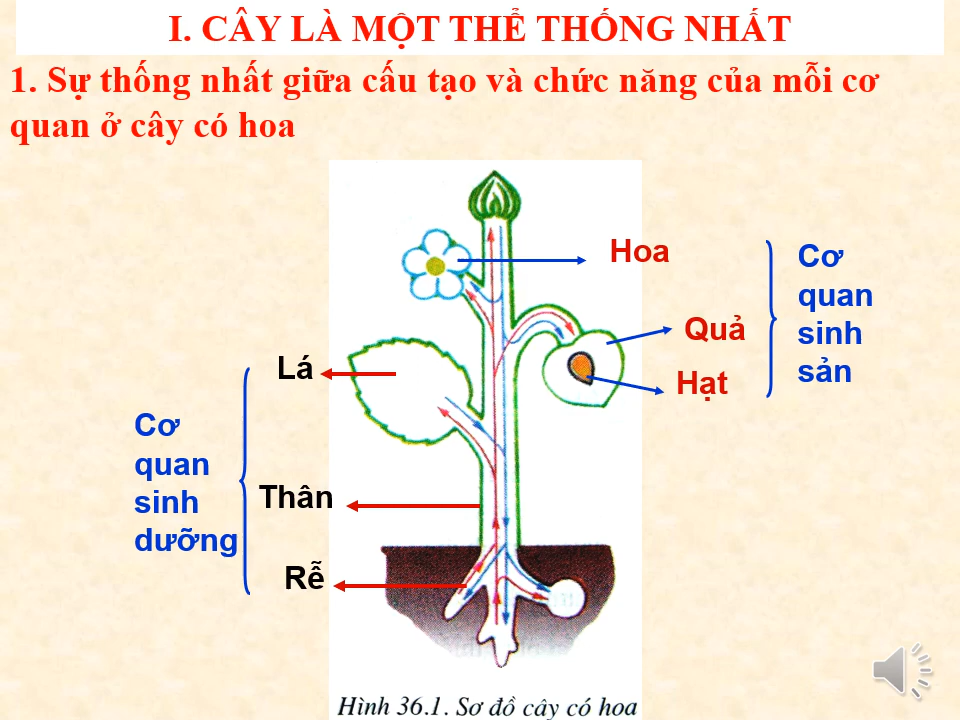 I. CÂY LÀ MỘT THỂ THỐNG NHẤT
1. Sự thống nhất giữa cấu tạo và chức năng của mỗi cơ
quan ở cây có hoa
Hoa
Quả
Hạt
Cơ
quan
sinh
sản
Lá
Thân
Rễ
Cơ
quan
sinh
dưỡng
Hình 36.1. Sơ đồ cây có hoa